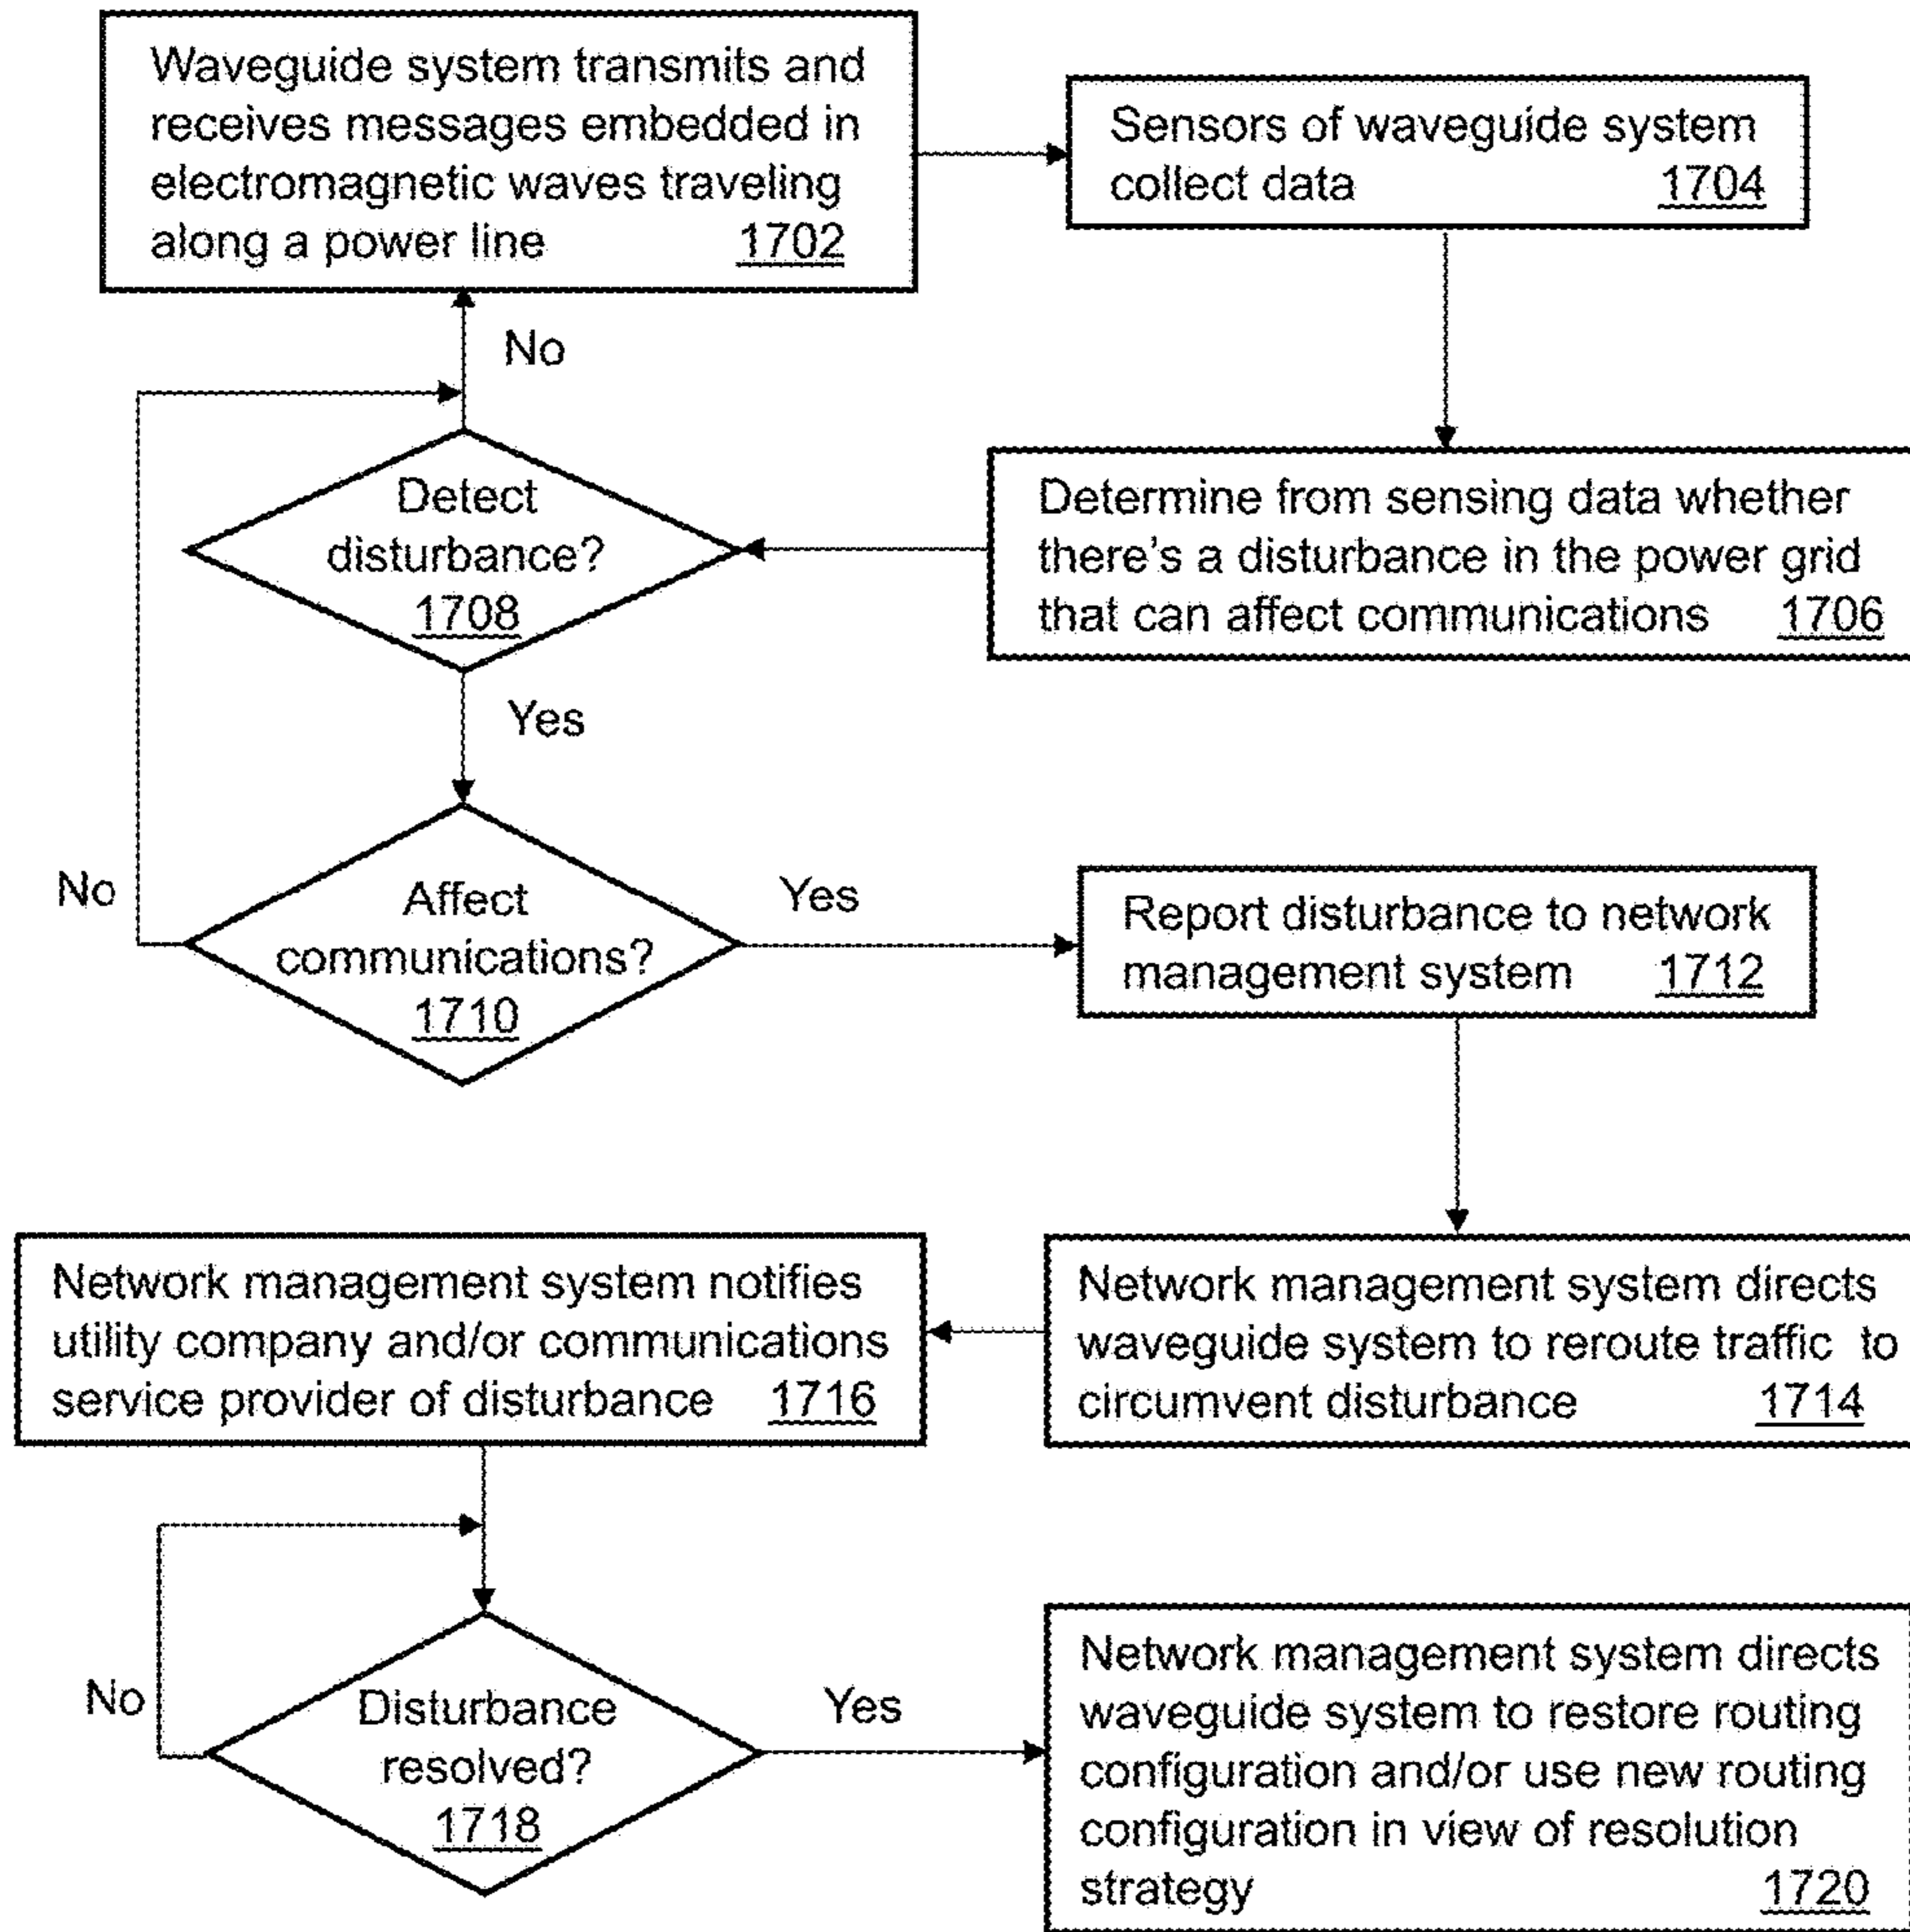 Waveguide system transmits and
receives messages embedded in
electromagnetic waves traveling
along a power line 1702
Sensors of waveguide system
collect data 1704
No
Detect
disturbance?
1708
Determine from sensing data whether
there's a disturbance in the power grid
that can affect communications 1706
Yes
No
Affect
communications?
1710
Yes
Report disturbance to network
management system 1712
Network management system notifies
utility company and/or communications
service provider of disturbance 1716
Network management system directs
waveguide system to reroute traffic to
circumvent disturbance 1714
No
Disturbance
resolved?
1718
Yes
Network management system directs
waveguide system to restore routing
configuration and/or use new routing
configuration in view of resolution
strategy 1720